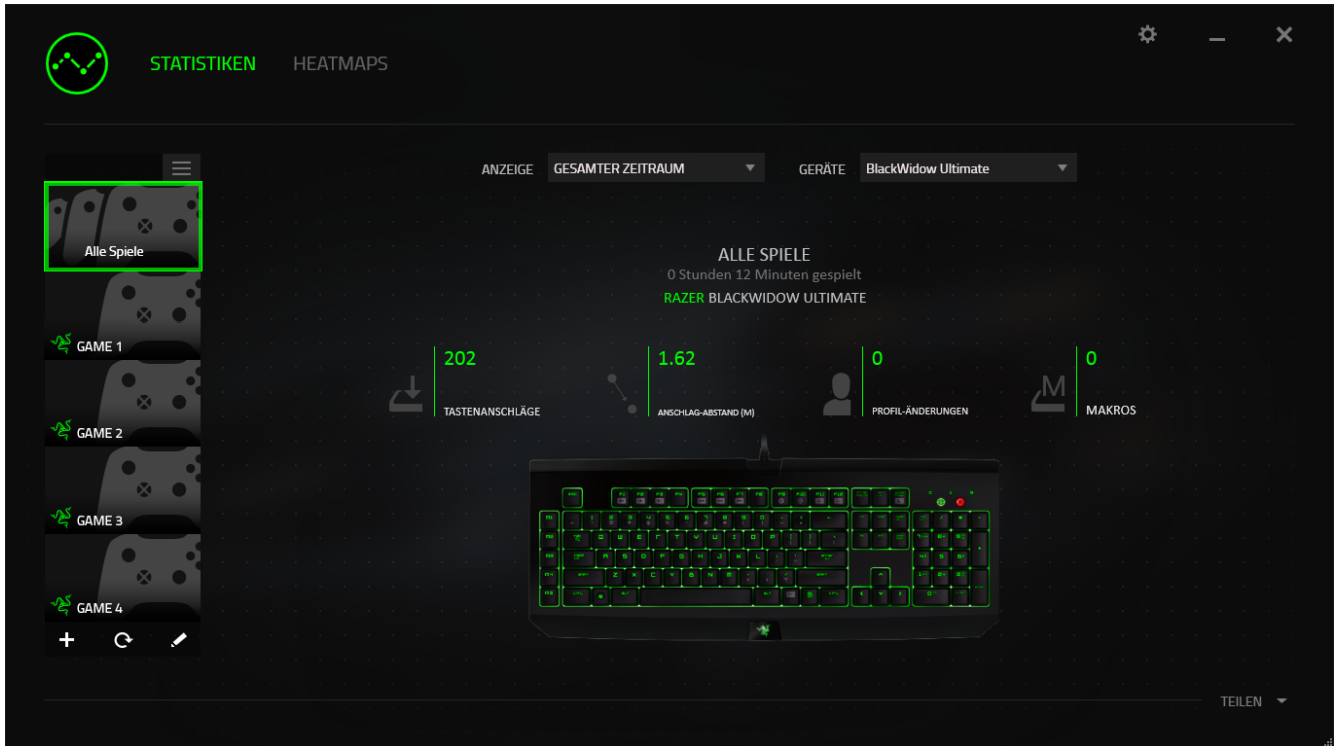 STATISTIKEN HEATMAPS
ANZEIGE GESAMTER ZEITRAUM GERÄTE BlackWidow Ultimate
Alle Spiele
GAME 1
GAME 2
GAME 3
GAME 4
ALLE SPIELE
0 Stunden 12 Minuten gespielt
RAZER BLACKWIDOW ULTIMATE
202 1.62 0 0
TASTENANSCHLÄGE ANSCHLAG-ABSTAND (M) PROFIL-ÄNDERUNGEN MAKROS
TEILEN